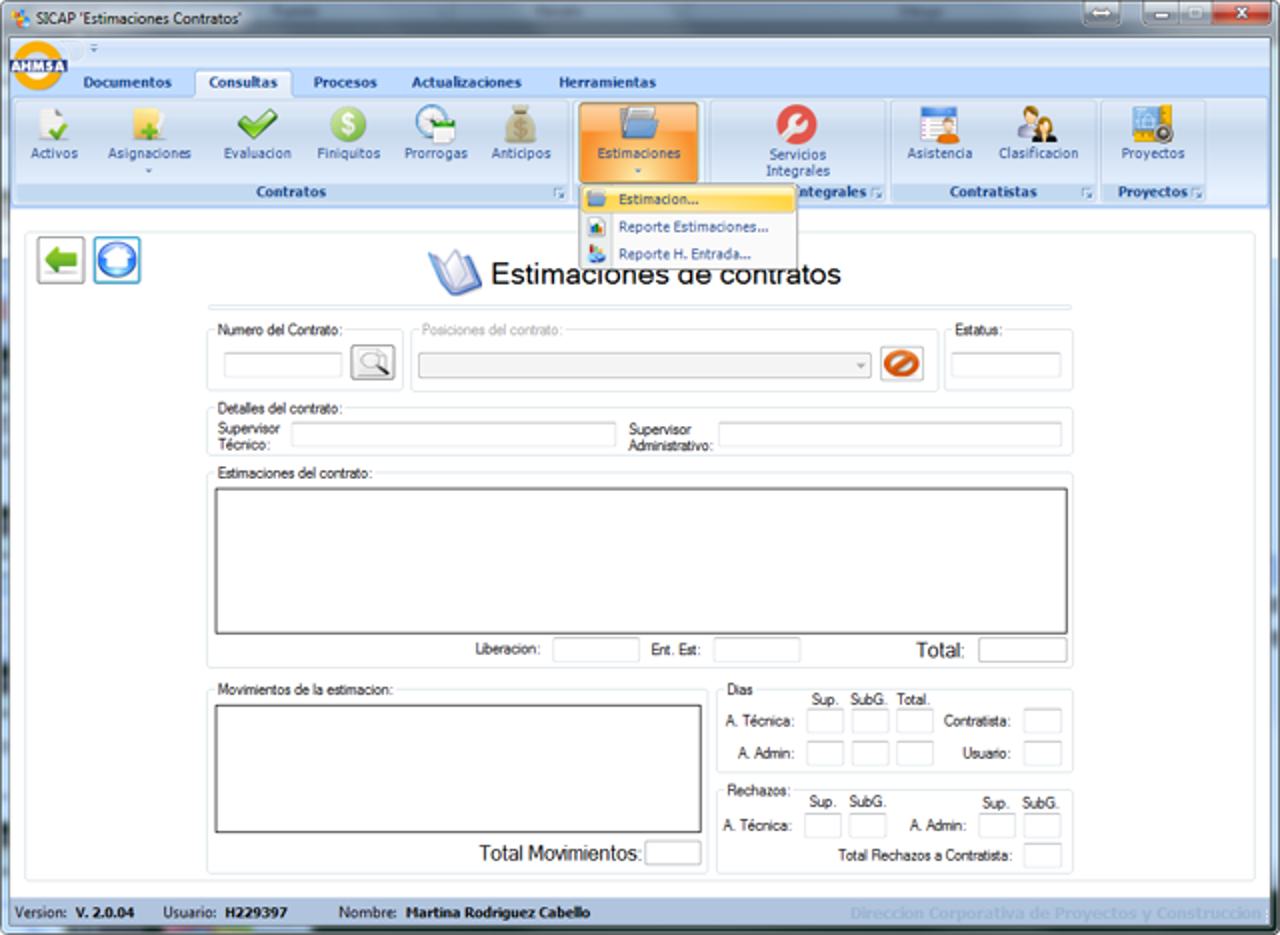 SICAP 'Estimaciones Contratos'
AHMSA
Documentos Consultas Procesos Actualizaciones Herramientas
Activos Asignaciones Evaluacion Finiquitos Prorrogas Anticipos Estimaciones Servicios Integrales Asistencia Clasificacion Proyectos
Contratos Integrales Contratistas Proyectos
Estimacion...
Reporte Estimaciones...
Reporte H. Entrada...
Estimaciones de contratos
Numero del Contrato: Posiciones del contrato: Estatus:
Detalles del contrato:
Supervisor Técnico: Supervisor Administrativo:
Estimaciones del contrato:
Liberacion: Ent. Est: Total:
Movimientos de la estimacion:
Total Movimientos:
Dias
Sup. SubG. Total.
A. Técnica: Contratista:
A. Admin: Usuario:
Rechazos:
Sup. SubG. Sup. SubG.
A. Técnica: A. Admin:
Total Rechazos a Contratista:
Version: V. 2.0.04 Usuario: H229397 Nombre: Martina Rodriguez Cabello Direccion Corporativa de Proyectos y Construccion